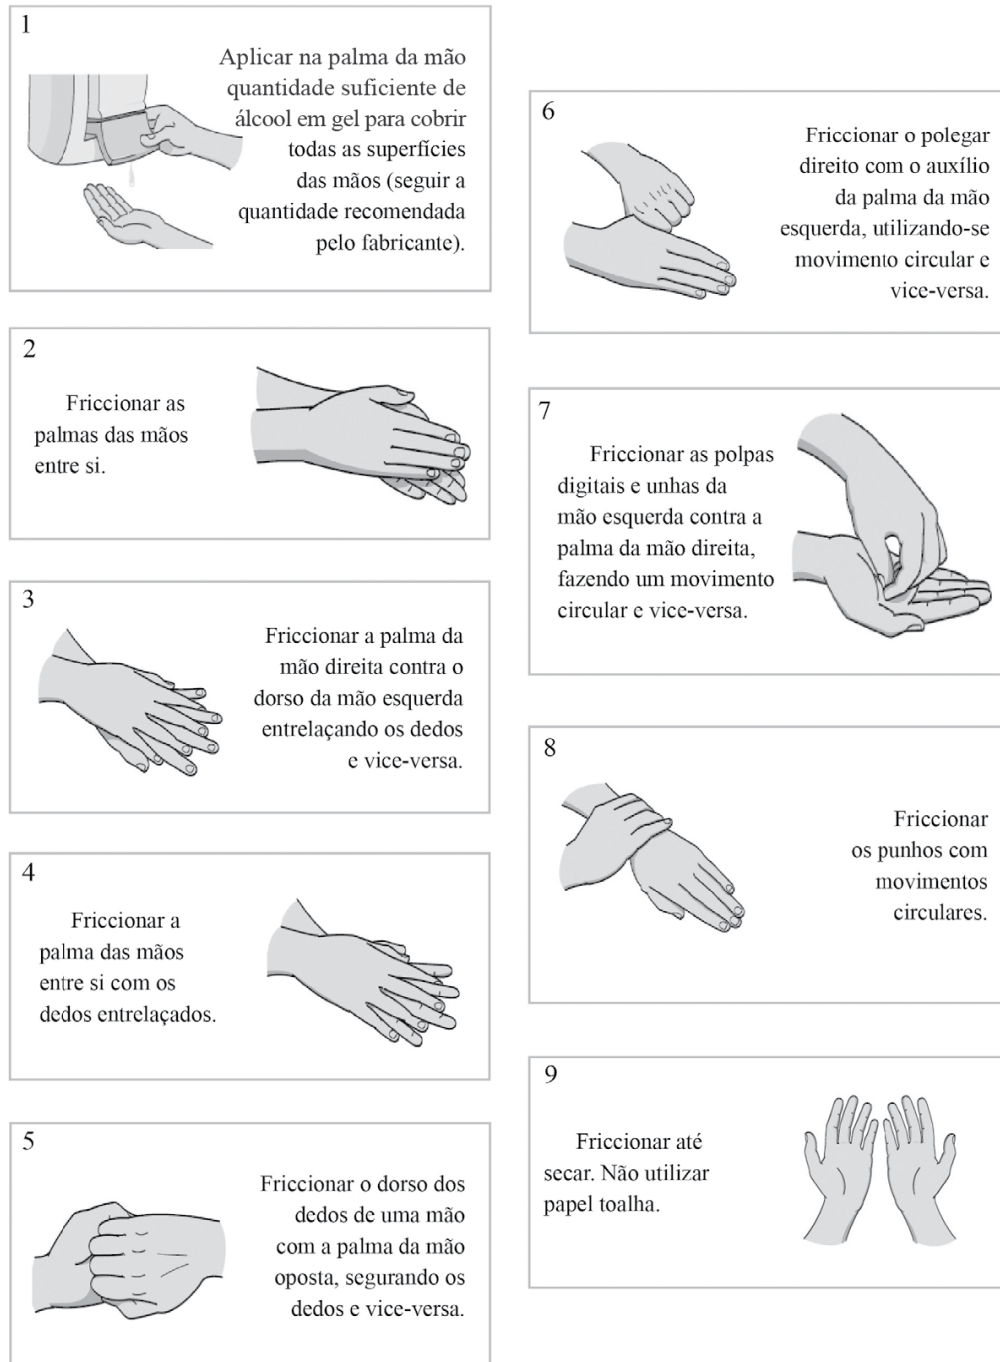 1
Aplicar na palma da mão
quantidade suficiente de
álcool em gel para cobrir
todas as superfícies
das mãos (seguir a
quantidade recomendada
pelo fabricante).
2
Friccionar as
palmas das mãos
entre si.
3
Friccionar a palma da
mão direita contra o
dorso da mão esquerda
entrelaçando os dedos
e vice-versa.
4
Friccionar a
palma das mãos
entre si com os
dedos entrelaçados.
5
Friccionar o dorso dos
dedos de uma mão
com a palma da mão
oposta, segurando os
dedos e vice-versa.
6
Friccionar o polegar
direito com o auxílio
da palma da mão
esquerda, utilizando-se
movimento circular e
vice-versa.
7
Friccionar as polpas
digitais e unhas da
mão esquerda contra a
palma da mão direita,
fazendo um movimento
circular e vice-versa.
8
Friccionar
os punhos com
movimentos
circulares.
9
Friccionar até
secar. Não utilizar
papel toalha.